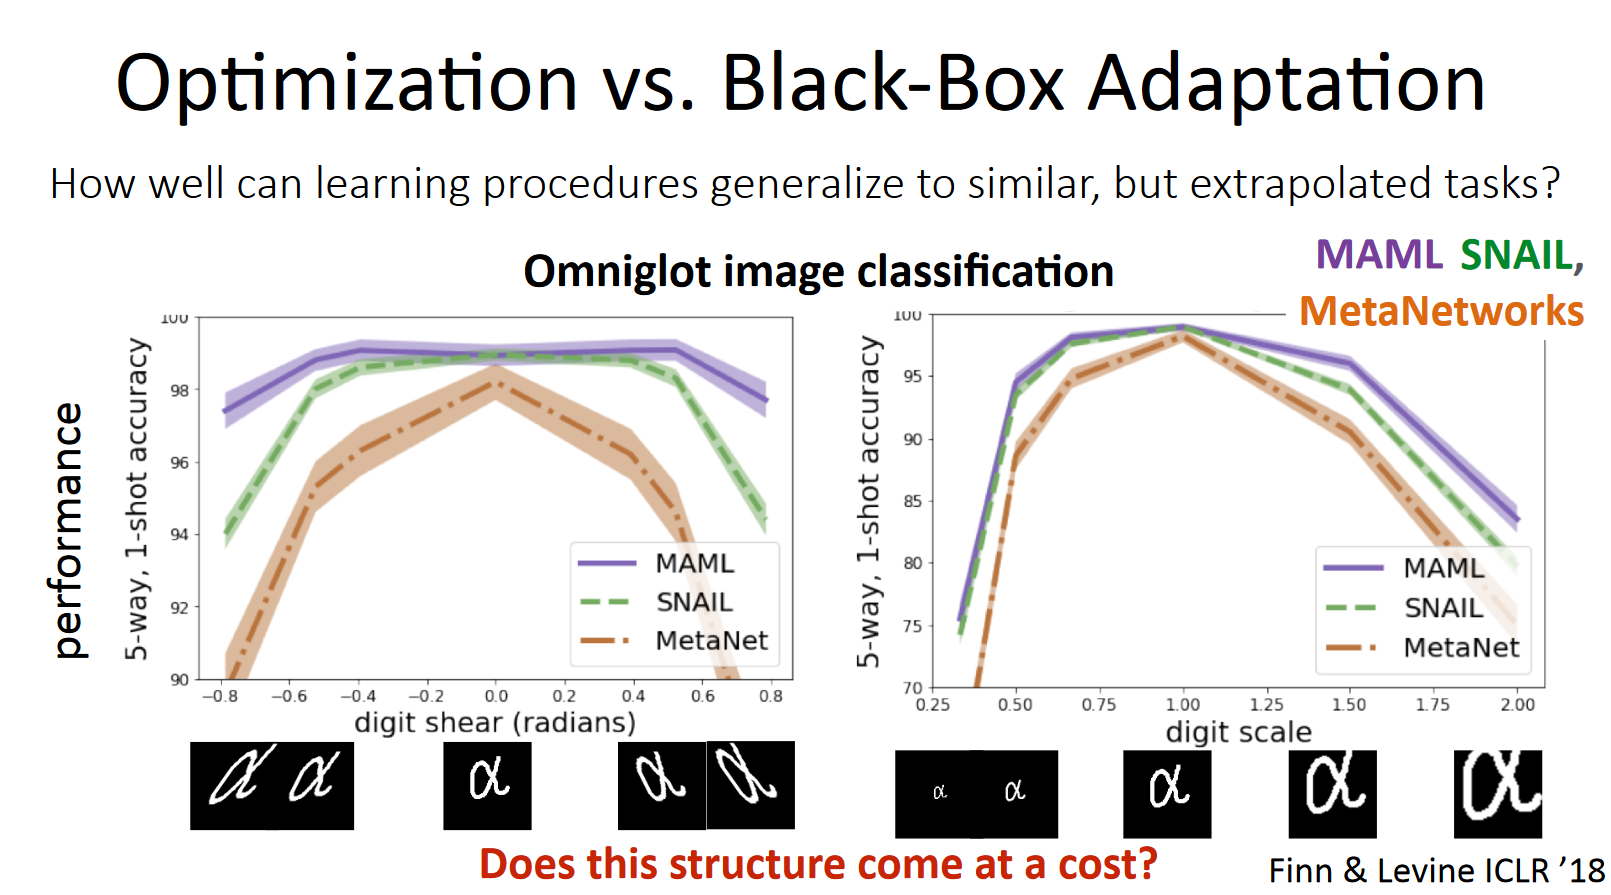 Optimization vs. Black-Box Adaptation
How well can learning procedures generalize to similar, but extrapolated tasks?
Omniglot image classification
MAML SNAIL,
MetaNetworks
performance
5-way, 1-shot accuracy
100
98
96
94
92
90
−0.8 −0.6 −0.4 −0.2 0.0 0.2 0.4 0.6 0.8
digit shear (radians)
MAML
SNAIL
MetaNet
5-way, 1-shot accuracy
100
95
90
85
80
75
70
0.25 0.50 0.75 1.00 1.25 1.50 1.75 2.00
digit scale
MAML
SNAIL
MetaNet
α α α α α
α α α α α
Does this structure come at a cost?
Finn & Levine ICLR ’18